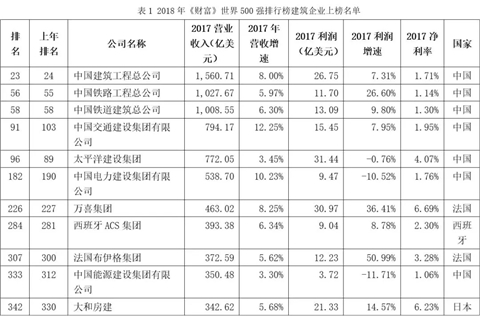 表 1 2018 年《财富》世界 500 强排行榜建筑企业上榜名单
排名 上年排名 公司名称 2017 营业收入(亿美元) 2017 年营收增速 2017 利润(亿美元) 2017 利润增速 2017 净利率 国家
23 24 中国建筑工程总公司 1,560.71 8.00% 26.75 7.31% 1.71% 中国
56 55 中国铁路工程总公司 1,027.67 5.97% 11.70 26.60% 1.14% 中国
58 58 中国铁道建筑总公司 1,008.55 6.30% 13.09 9.80% 1.30% 中国
91 103 中国交通建设集团有限公司 794.17 12.25% 15.45 7.95% 1.95% 中国
96 89 太平洋建设集团 772.05 3.45% 31.44 -0.76% 4.07% 中国
182 190 中国电力建设集团有限公司 538.70 10.23% 9.47 -10.52% 1.76% 中国
226 227 万喜集团 463.02 8.25% 30.97 36.41% 6.69% 法国
284 281 西班牙 ACS 集团 393.38 6.34% 9.04 8.78% 2.30% 西班牙
307 300 法国布伊格集团 372.59 5.62% 12.23 50.99% 3.28% 法国
333 312 中国能源建设集团有限公司 350.48 3.30% 3.72 -11.71% 1.06% 中国
342 330 大和房建 342.62 5.68% 21.33 14.57% 6.23% 日本